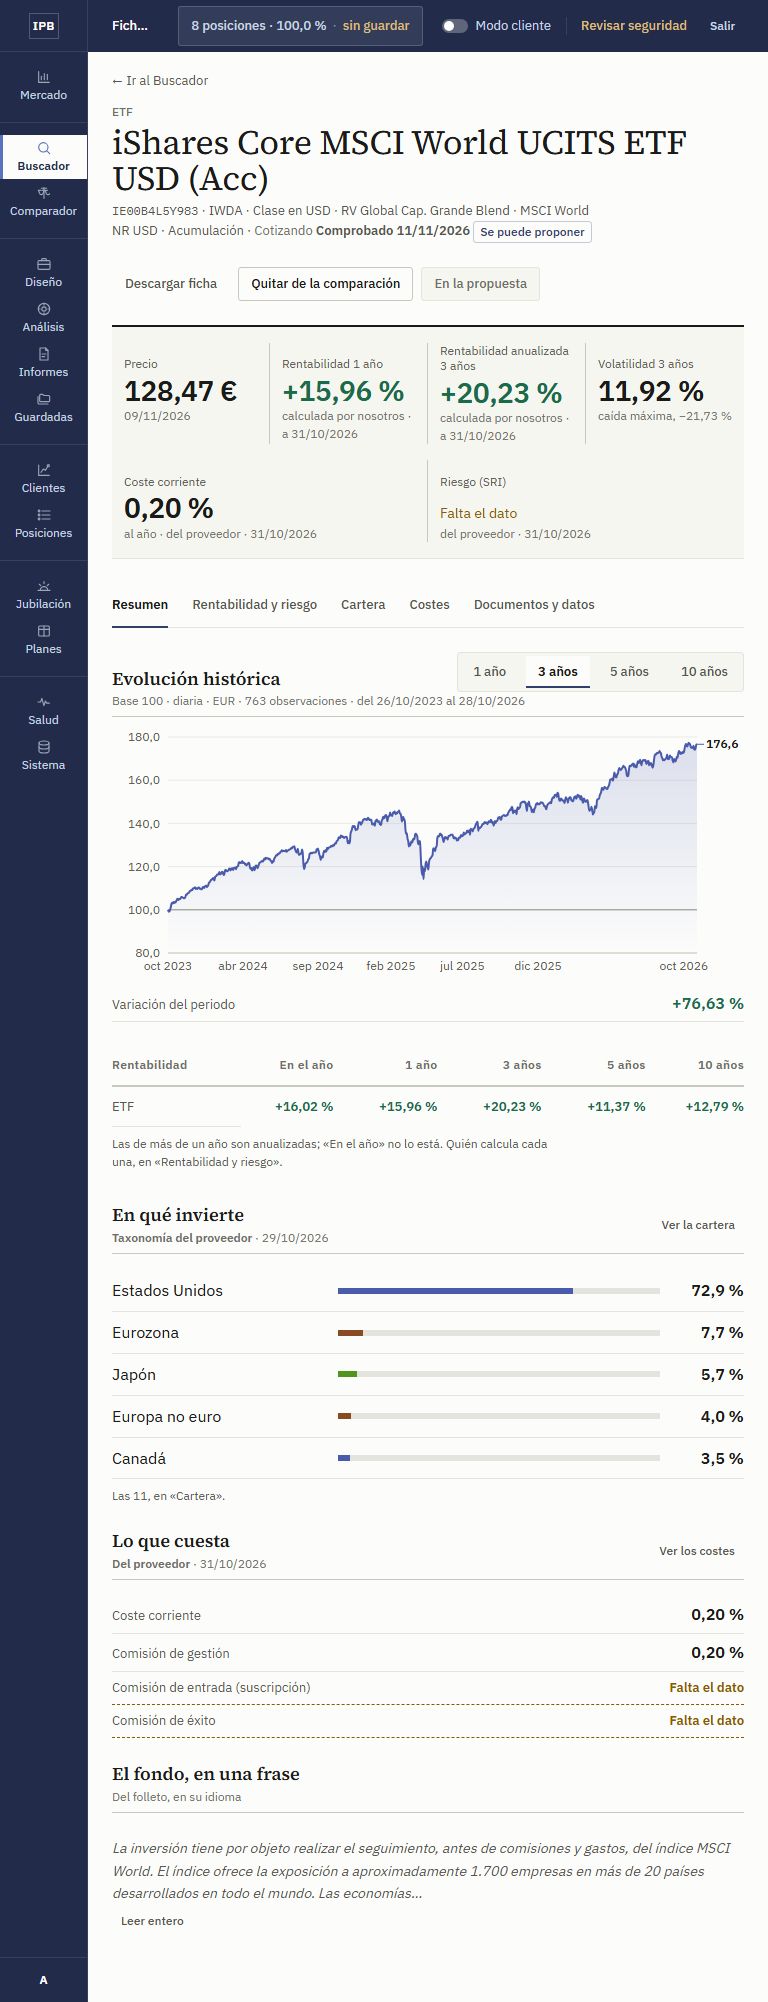 IPB
Fich...
8 posiciones · 100,0 % · sin guardar
Modo cliente
Revisar seguridad
Salir
Mercado
Buscador
Comparador
Diseño
Análisis
Informes
Guardadas
Clientes
Posiciones
Jubilación
Planes
Salud
Sistema
A
← Ir al Buscador
ETF
iShares Core MSCI World UCITS ETF
USD (Acc)
IE00B4L5Y983 · IWDA · Clase en USD · RV Global Cap. Grande Blend · MSCI World
NR USD · Acumulación · Cotizando Comprobado 11/11/2026 Se puede proponer
Descargar ficha
Quitar de la comparación
En la propuesta
Precio
128,47 €
09/11/2026
Rentabilidad 1 año
+15,96 %
calculada por nosotros ·
a 31/10/2026
Rentabilidad anualizada
3 años
+20,23 %
calculada por nosotros ·
a 31/10/2026
Volatilidad 3 años
11,92 %
caída máxima, −21,73 %
Coste corriente
0,20 %
al año · del proveedor · 31/10/2026
Riesgo (SRI)
Falta el dato
del proveedor · 31/10/2026
Resumen Rentabilidad y riesgo Cartera Costes Documentos y datos
Evolución histórica
1 año 3 años 5 años 10 años
Base 100 · diaria · EUR · 763 observaciones · del 26/10/2023 al 28/10/2026
180,0
176,6
160,0
140,0
120,0
100,0
80,0
oct 2023 abr 2024 sep 2024 feb 2025 jul 2025 dic 2025 oct 2026
Variación del periodo +76,63 %
Rentabilidad En el año 1 año 3 años 5 años 10 años
ETF +16,02 % +15,96 % +20,23 % +11,37 % +12,79 %
Las de más de un año son anualizadas; «En el año» no lo está. Quién calcula cada
una, en «Rentabilidad y riesgo».
En qué invierte
Ver la cartera
Taxonomía del proveedor · 29/10/2026
Estados Unidos 72,9 %
Eurozona 7,7 %
Japón 5,7 %
Europa no euro 4,0 %
Canadá 3,5 %
Las 11, en «Cartera».
Lo que cuesta
Ver los costes
Del proveedor · 31/10/2026
Coste corriente 0,20 %
Comisión de gestión 0,20 %
Comisión de entrada (suscripción) Falta el dato
Comisión de éxito Falta el dato
El fondo, en una frase
Del folleto, en su idioma
La inversión tiene por objeto realizar el seguimiento, antes de comisiones y gastos, del índice MSCI
World. El índice ofrece la exposición a aproximadamente 1.700 empresas en más de 20 países
desarrollados en todo el mundo. Las economías...
Leer entero